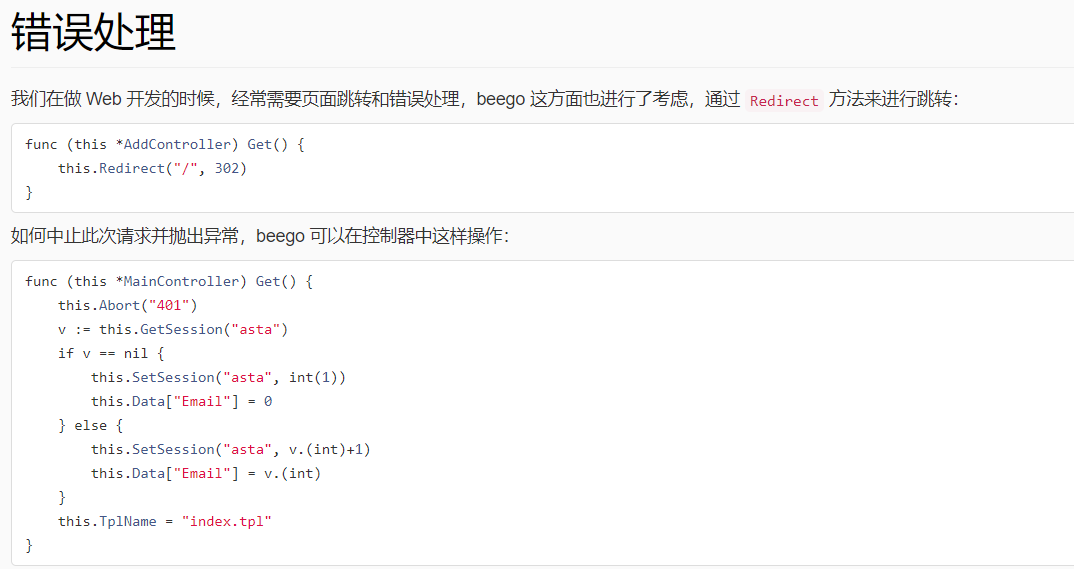 错误处理
我们在做 Web 开发的时候，经常需要页面跳转和错误处理，beego 这方面也进行了考虑，通过 Redirect 方法来进行跳转：
func (this *AddController) Get() {
    this.Redirect("/", 302)
}
如何中止此次请求并抛出异常，beego 可以在控制器中这样操作：
func (this *MainController) Get() {
    this.Abort("401")
    v := this.GetSession("asta")
    if v == nil {
        this.SetSession("asta", int(1))
        this.Data["Email"] = 0
    } else {
        this.SetSession("asta", v.(int)+1)
        this.Data["Email"] = v.(int)
    }
    this.TplName = "index.tpl"
}